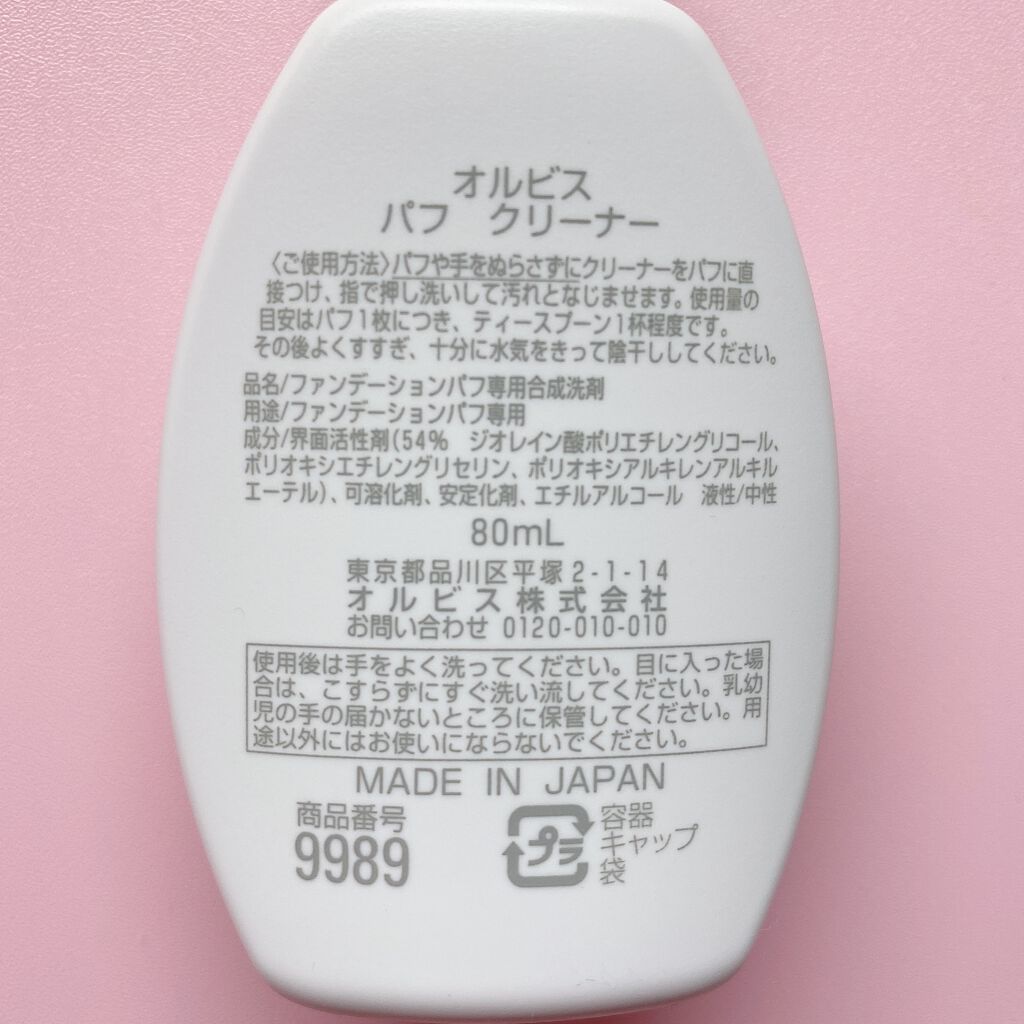 オルビス
パフ　クリーナー
〈ご使用方法〉パフや手をぬらさずにクリーナーをパフに直
接つけ、指で押し洗いして汚れとなじませます。使用量の
目安はパフ1枚につき、ティースプーン1杯程度です。
その後よくすすぎ、十分に水気をきって陰干ししてください。
品名/ファンデーションパフ専用合成洗剤
用途/ファンデーションパフ専用
成分/界面活性剤(54%　ジオレイン酸ポリエチレングリコール、
ポリオキシエチレングリセリン、ポリオキシアルキレンアルキル
エーテル)、可溶化剤、安定化剤、エチルアルコール　液性/中性
80mL
東京都品川区平塚2-1-14
オルビス株式会社
お問い合わせ 0120-010-010
使用後は手をよく洗ってください。目に入った場
合は、こすらずにすぐ洗い流してください。乳幼
児の手の届かないところに保管してください。用
途以外にはお使いにならないでください。
MADE IN JAPAN
商品番号
9989
プラ
容器
キャップ
袋